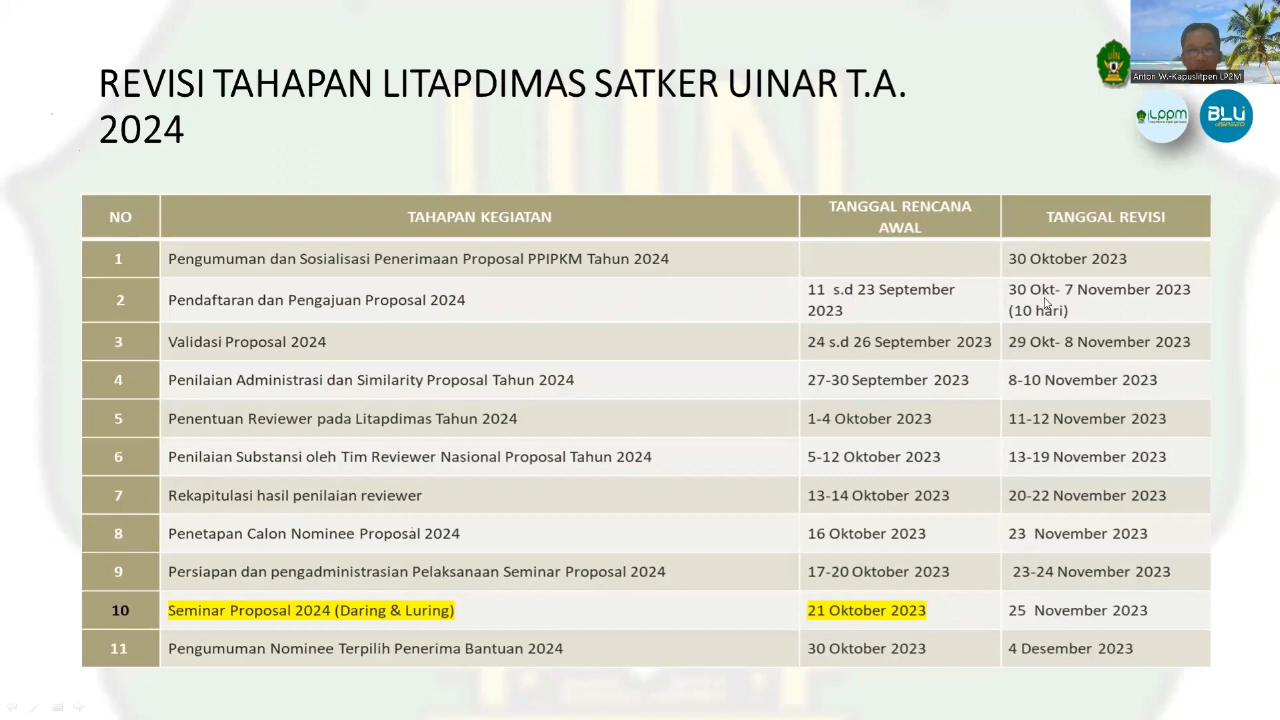 REVISI TAHAPAN LITAPDIMAS SATKER UINAR T.A.
2024
Anton W.-Kapuslitpen LP2M
LPPM
BLU
NO TAHAPAN KEGIATAN TANGGAL RENCANA AWAL TANGGAL REVISI
1 Pengumuman dan Sosialisasi Penerimaan Proposal PPIPKM Tahun 2024 30 Oktober 2023
2 Pendaftaran dan Pengajuan Proposal 2024 11 s.d 23 September 2023 30 Okt- 7 November 2023 (10 hari)
3 Validasi Proposal 2024 24 s.d 26 September 2023 29 Okt- 8 November 2023
4 Penilaian Administrasi dan Similarity Proposal Tahun 2024 27-30 September 2023 8-10 November 2023
5 Penentuan Reviewer pada Litapdimas Tahun 2024 1-4 Oktober 2023 11-12 November 2023
6 Penilaian Substansi oleh Tim Reviewer Nasional Proposal Tahun 2024 5-12 Oktober 2023 13-19 November 2023
7 Rekapitulasi hasil penilaian reviewer 13-14 Oktober 2023 20-22 November 2023
8 Penetapan Calon Nominee Proposal 2024 16 Oktober 2023 23 November 2023
9 Persiapan dan pengadministrasian Pelaksanaan Seminar Proposal 2024 17-20 Oktober 2023 23-24 November 2023
10 Seminar Proposal 2024 (Daring & Luring) 21 Oktober 2023 25 November 2023
11 Pengumuman Nominee Terpilih Penerima Bantuan 2024 30 Oktober 2023 4 Desember 2023